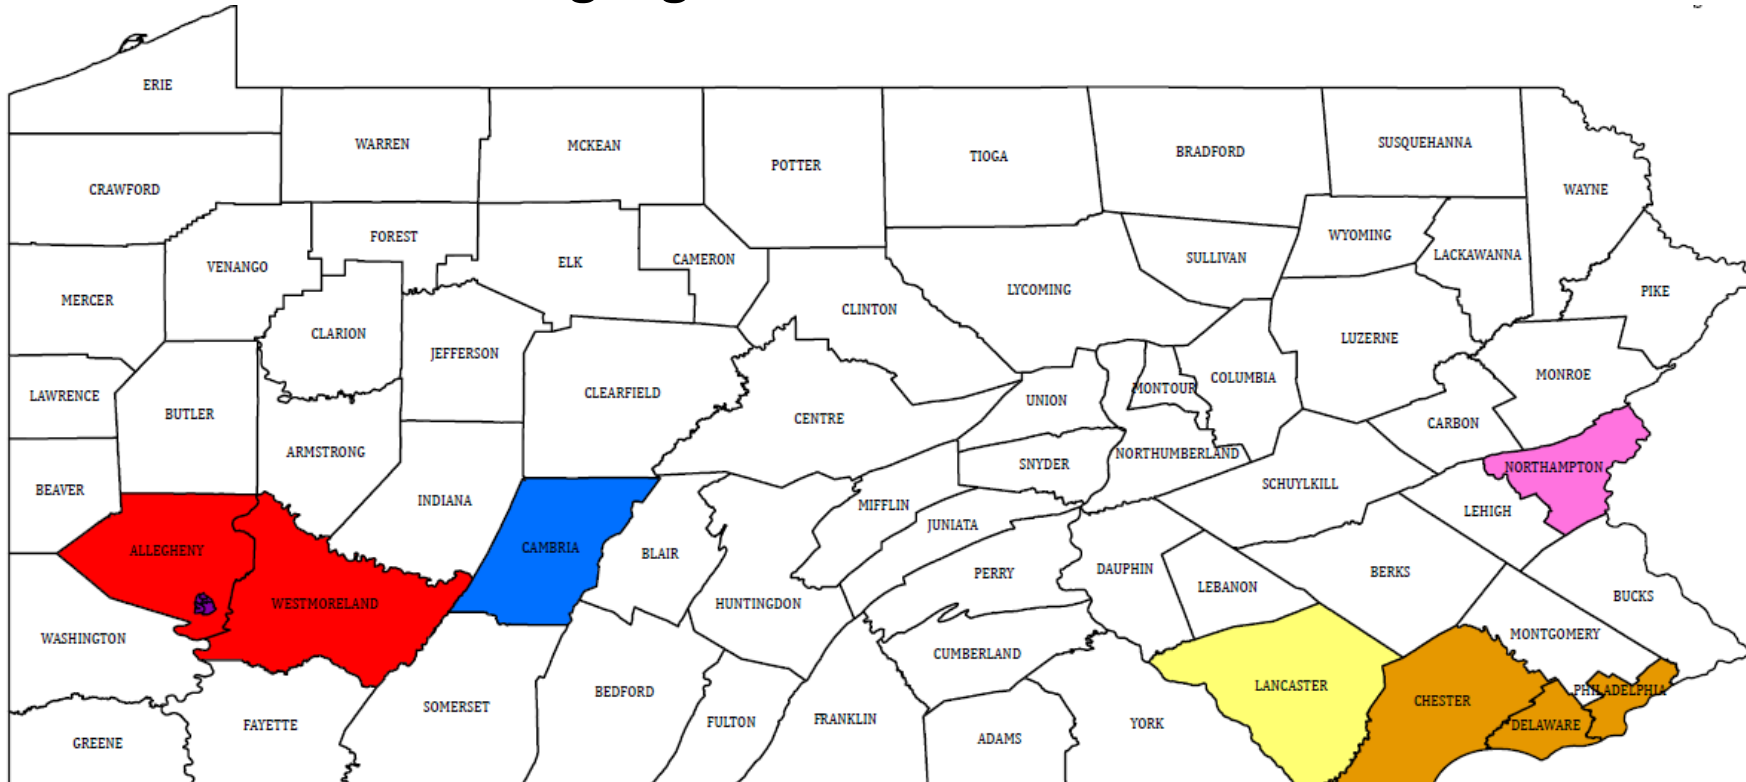 ERIE
WARREN
MCKEAN
POTTER
TIOGA
BRADFORD
SUSQUEHANNA
WAYNE
CRAWFORD
FOREST
VENANGO
ELK
CAMERON
CLINTON
LYCOMING
SULLIVAN
WYOMING
LACKAWANNA
PIKE
MERCER
CLARION
JEFFERSON
LUZERNE
MONROE
LAWRENCE
BUTLER
CLEARFIELD
CENTRE
UNION
MONTOUR
COLUMBIA
CARBON
ARMSTRONG
SNYDER
NORTHUMBERLAND
NORTHAMPTON
BEAVER
INDIANA
MIFFLIN
JUNIATA
SCHUYLKILL
LEHIGH
ALLEGHENY
CAMBRIA
BLAIR
PERRY
DAUPHIN
LEBANON
BERKS
BUCKS
WESTMORELAND
HUNTINGDON
WASHINGTON
CUMBERLAND
MONTGOMERY
LANCASTER
CHESTER
PHILADELPHIA
GREENE
FAYETTE
SOMERSET
BEDFORD
FULTON
FRANKLIN
ADAMS
YORK
DELAWARE